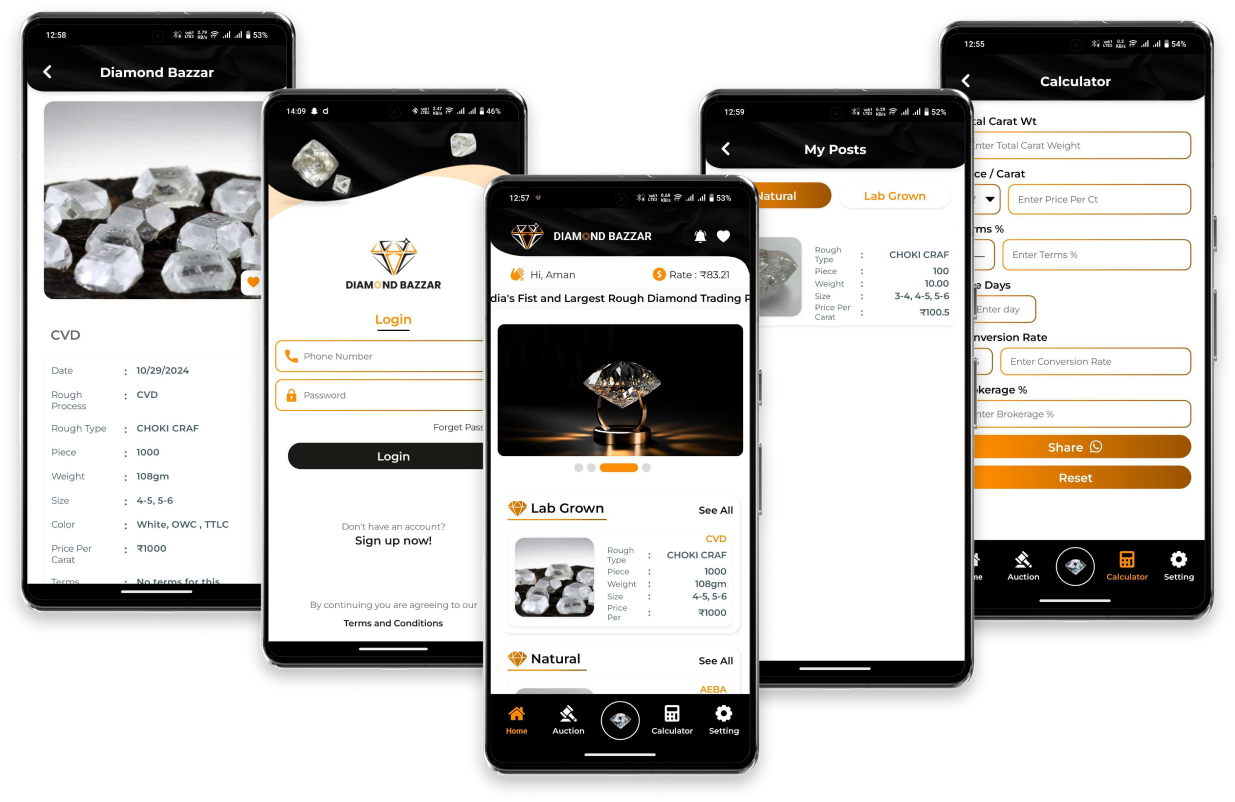 12:58
53%
Diamond Bazzar
CVD
Date : 10/29/2024
Rough Process : CVD
Rough Type : CHOKI CRAF
Piece : 1000
Weight : 108gm
Size : 4-5, 5-6
Color : White, OWC , TTLC
Price Per Carat : ₹1000
Terms : No terms for this
14:09 d
46%
DIAMOND BAZZAR
Login
Phone Number
Password
Forget Pass
Login
Don't have an account?
Sign up now!
By continuing you are agreeing to our
Terms and Conditions
12:57
53%
DIAMOND BAZZAR
Hi, Aman
$ Rate : ₹83.21
dia's Fist and Largest Rough Diamond Trading P
Lab Grown
See All
CVD
Rough Type : CHOKI CRAF
Piece : 1000
Weight : 108gm
Size : 4-5, 5-6
Price Per : ₹1000
Natural
See All
AEBA
Home
Auction
Calculator
Setting
12:59
52%
My Posts
Natural
Lab Grown
Rough Type : CHOKI CRAF
Piece : 100
Weight : 10.00
Size : 3-4, 4-5, 5-6
Price Per Carat : ₹100.5
12:55
54%
Calculator
tal Carat Wt
Enter Total Carat Weight
ce / Carat
Enter Price Per Ct
rms %
Enter Terms %
e Days
Enter day
nversion Rate
%
Enter Conversion Rate
kerage %
nter Brokerage %
Share
Reset
me
Auction
Calculator
Setting